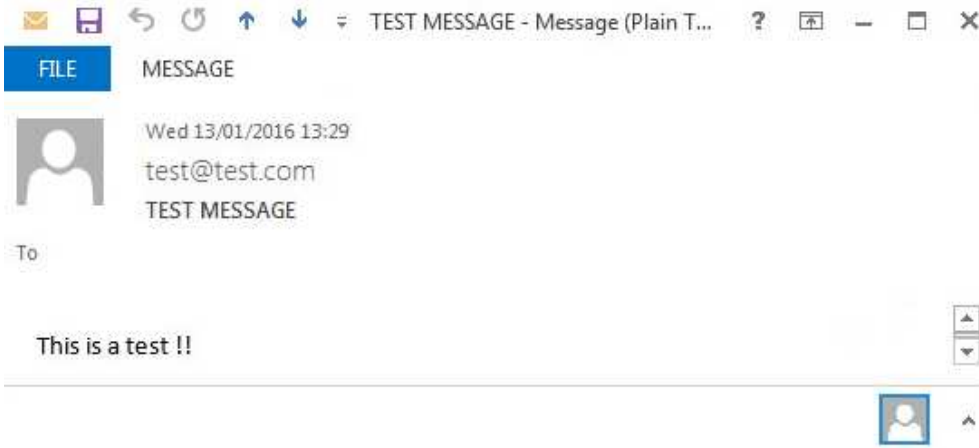 TEST MESSAGE - Message (Plain T... ?
FILE MESSAGE
Wed 13/01/2016 13:29
test@test.com
TEST MESSAGE
To
This is a test !!